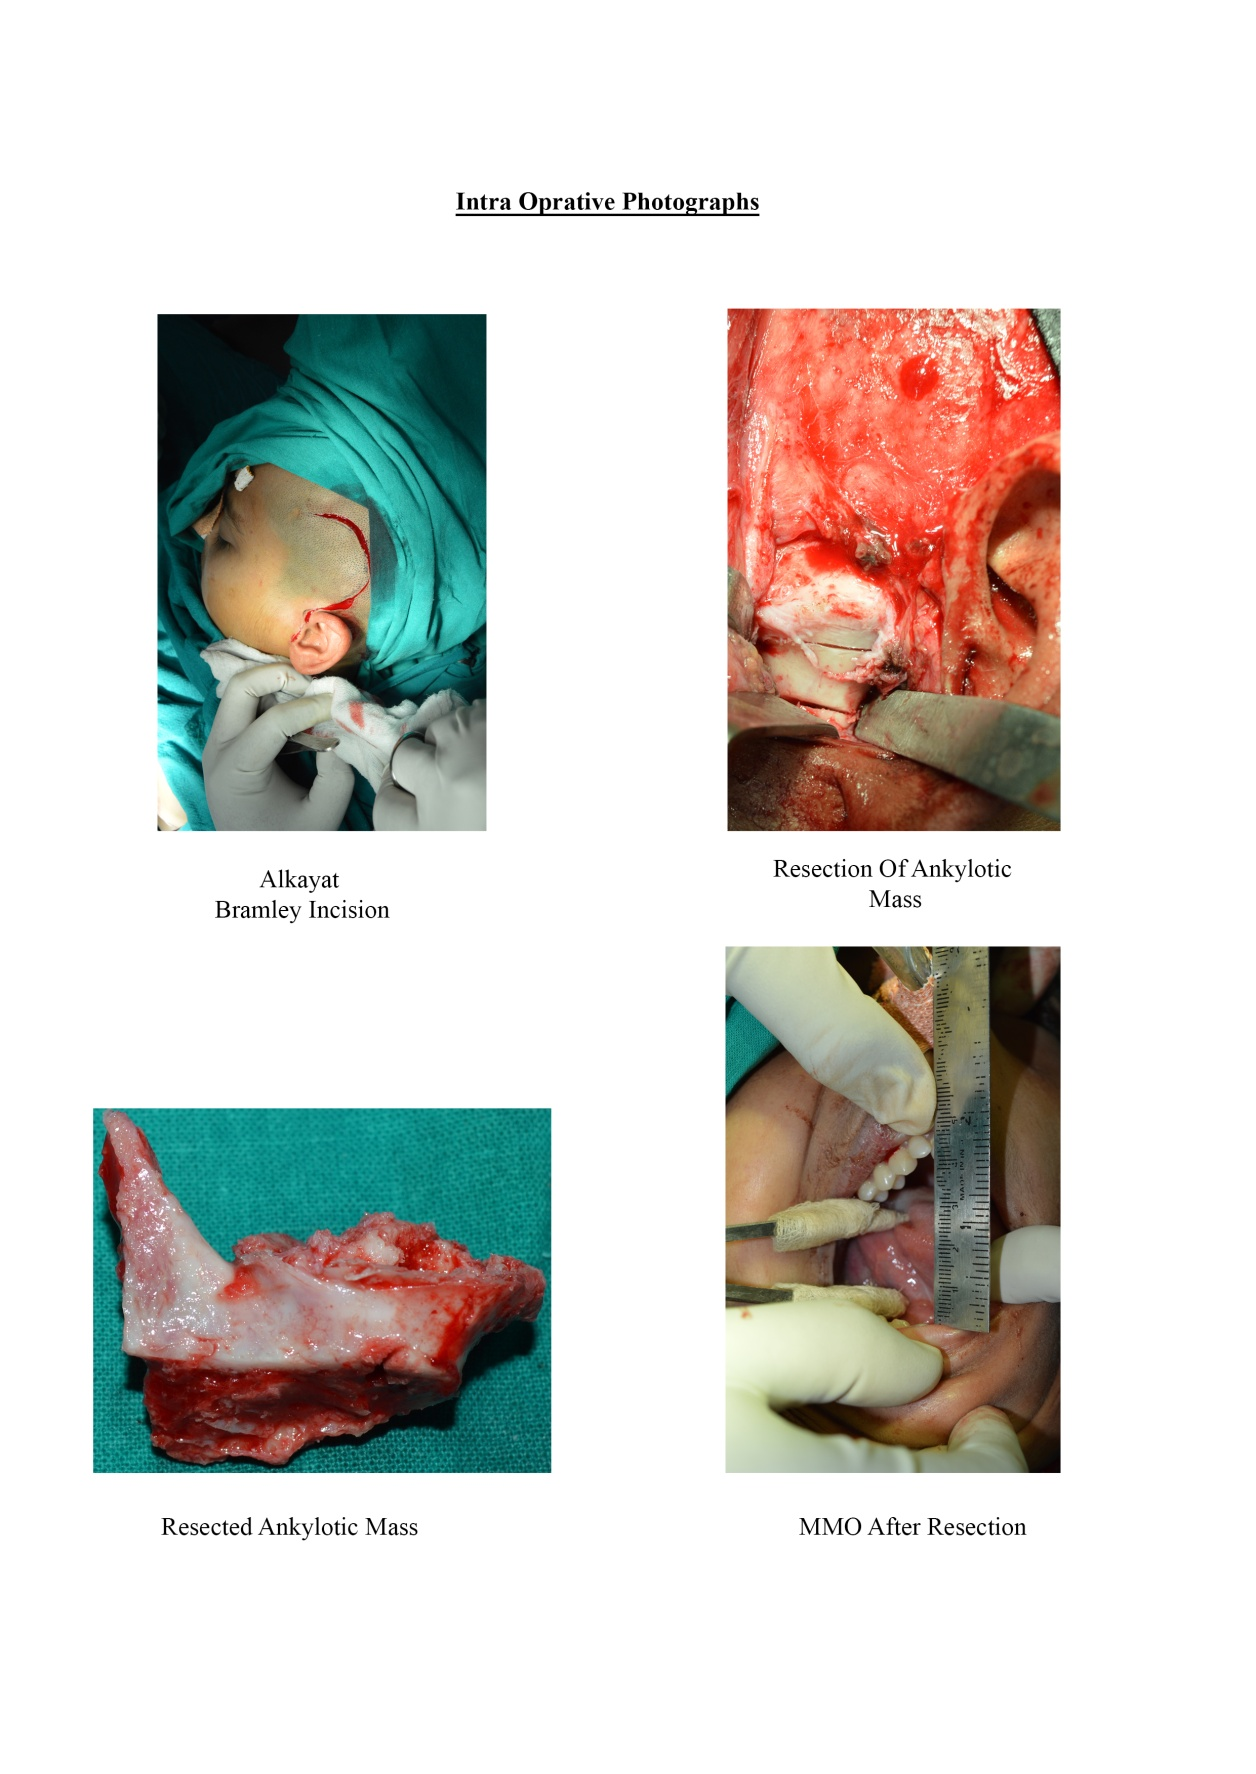 Intra Oprative Photographs
Alkayat
Bramley Incision
Resection Of Ankylotic
Mass
Resected Ankylotic Mass
MMO After Resection